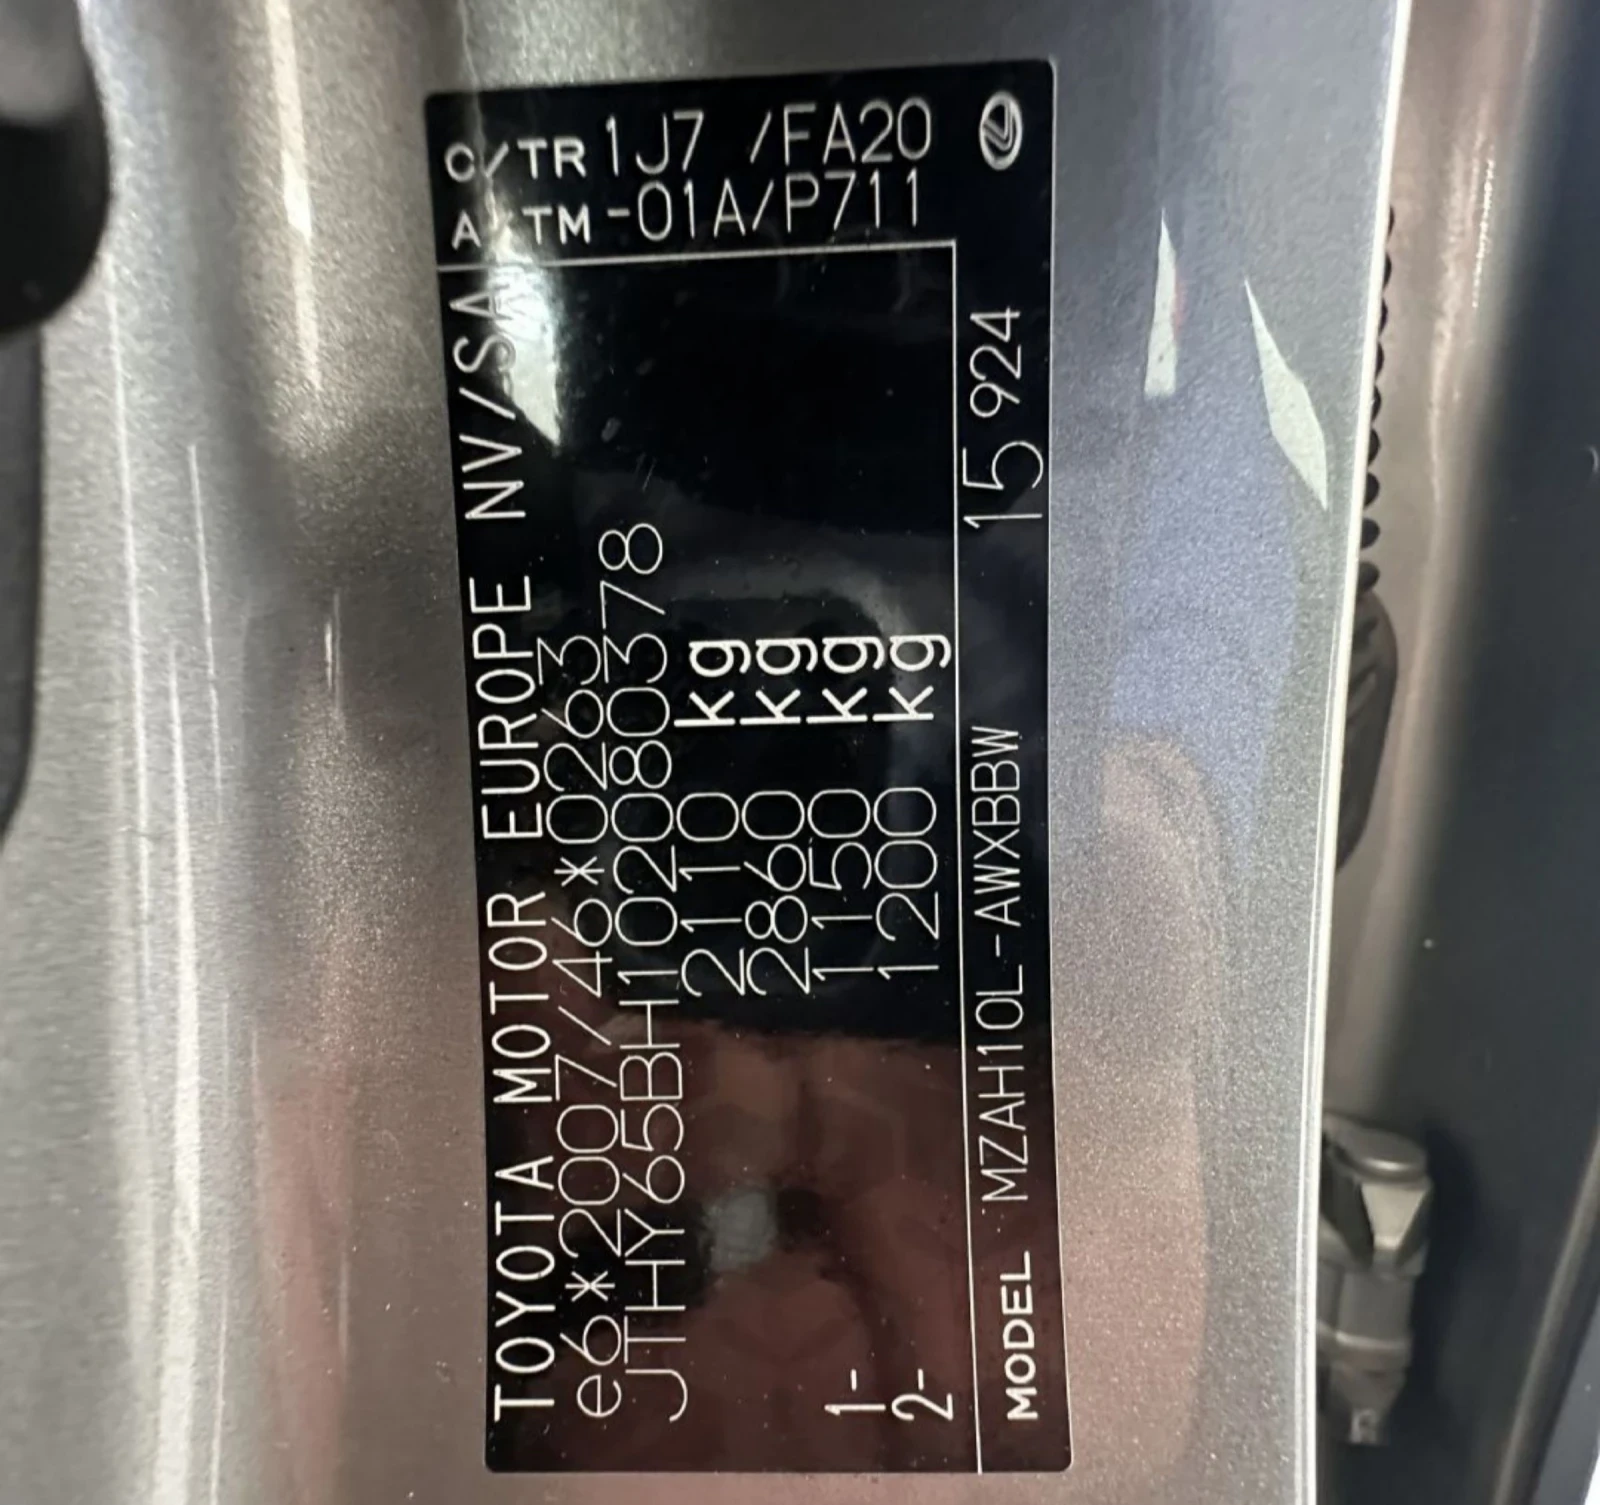 TOYOTA MOTOR EUROPE NV/SA
e6*2007/46*0263
JTHY65BH102080378
2110 kg
2860 kg
1- 1150 kg
2- 1200 kg
MODEL MZAH10L-AWXBBW 15 924
C/TR 1J7 /FA20
A/TM -01A/P711